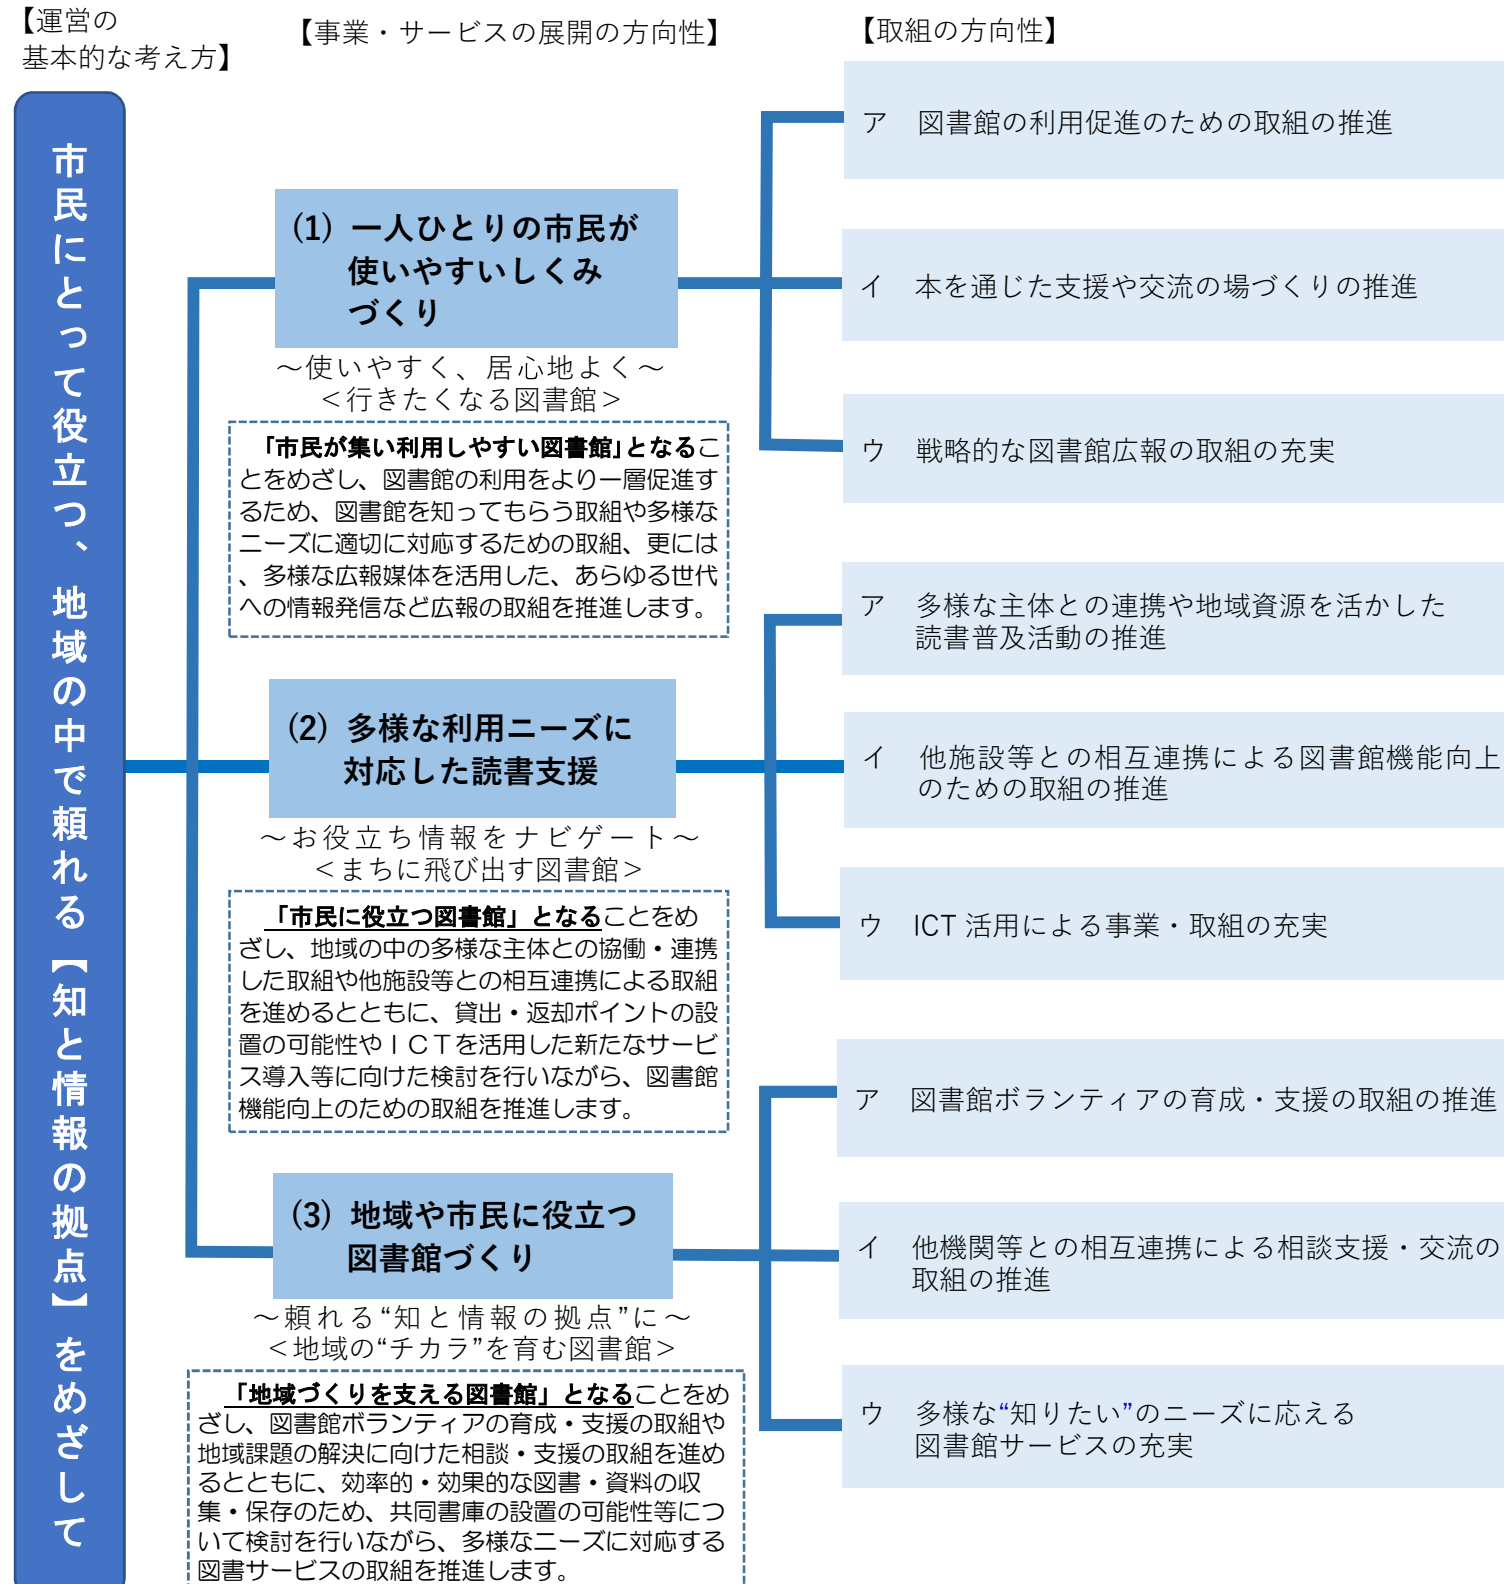 【運営の
基本的な考え方】
【事業・サービスの展開の方向性】
【取組の方向性】
市民にとって役立つ、地域の中で頼れる【知と情報の拠点】をめざして
(1) 一人ひとりの市民が
使いやすいしくみ
づくり
～使いやすく、居心地よく～
＜行きたくなる図書館＞
「市民が集い利用しやすい図書館」となるこ
とをめざし、図書館の利用をより一層促進す
るため、図書館を知ってもらう取組や多様な
ニーズに適切に対応するための取組、更には
、多様な広報媒体を活用した、あらゆる世代
への情報発信など広報の取組を推進します。
ア 図書館の利用促進のための取組の推進
イ 本を通じた支援や交流の場づくりの推進
ウ 戦略的な図書館広報の取組の充実
(2) 多様な利用ニーズに
対応した読書支援
～お役立ち情報をナビゲート～
＜まちに飛び出す図書館＞
「市民に役立つ図書館」となることをめ
ざし、地域の中の多様な主体との協働・連携
した取組や他施設等との相互連携による取組
を進めるとともに、貸出・返却ポイントの設
置の可能性やＩＣＴを活用した新たなサービ
ス導入等に向けた検討を行いながら、図書館
機能向上のための取組を推進します。
ア 多様な主体との連携や地域資源を活かした
読書普及活動の推進
イ 他施設等との相互連携による図書館機能向上
のための取組の推進
ウ ICT 活用による事業・取組の充実
(3) 地域や市民に役立つ
図書館づくり
～頼れる“知と情報の拠点”に～
＜地域の“チカラ”を育む図書館＞
「地域づくりを支える図書館」となることをめ
ざし、図書館ボランティアの育成・支援の取組や
地域課題の解決に向けた相談・支援の取組を進め
るとともに、効率的・効果的な図書・資料の収
集・保存のため、共同書庫の設置の可能性等につ
いて検討を行いながら、多様なニーズに対応する
図書サービスの取組を推進します。
ア 図書館ボランティアの育成・支援の取組の推進
イ 他機関等との相互連携による相談支援・交流の
取組の推進
ウ 多様な“知りたい”のニーズに応える
図書館サービスの充実